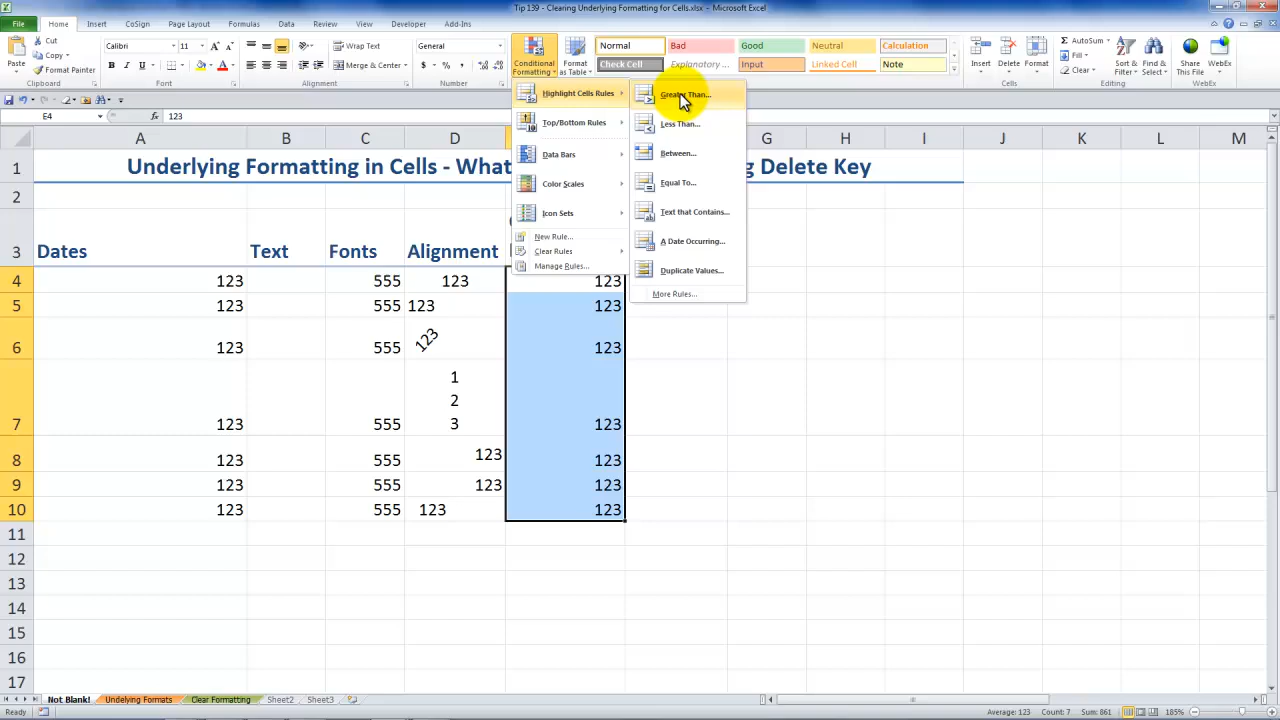 Tip 139 - Clearing Underlying Formatting for Cells.xlsx - Microsoft Excel
File Home Insert CoSign Page Layout Formulas Data Review View Developer Add-Ins
Paste Cut Copy Format Painter Clipboard
Calibri 11 B I U Font
Wrap Text Merge & Center Alignment
General $ % , Number
Conditional Formatting Format as Table
Normal Bad Good Neutral Calculation
Check Cell Explanatory ... Input Linked Cell Note
Insert Delete Format Cells
AutoSum Fill Clear Sort & Filter Find & Select Editing
Share This File WebEx WebEx
E4 fx 123
Highlight Cells Rules
Top/Bottom Rules
Data Bars
Color Scales
Icon Sets
New Rule...
Clear Rules
Manage Rules...
Greater Than...
Less Than...
Between...
Equal To...
Text that Contains...
A Date Occurring...
Duplicate Values...
More Rules...
A B C D G H I J K L M
1 Underlying Formatting in Cells - What g Delete Key
2
3 Dates Text Fonts Alignment
4 123 555 123 123
5 123 555 123 123
6 123 555 123 123
7 123 555 1 2 3 123
8 123 555 123 123
9 123 555 123 123
10 123 555 123 123
11
12
13
14
15
16
17
Not Blank! Undelying Formats Clear Formatting Sheet2 Sheet3
Ready Average: 123 Count: 7 Sum: 861 185%